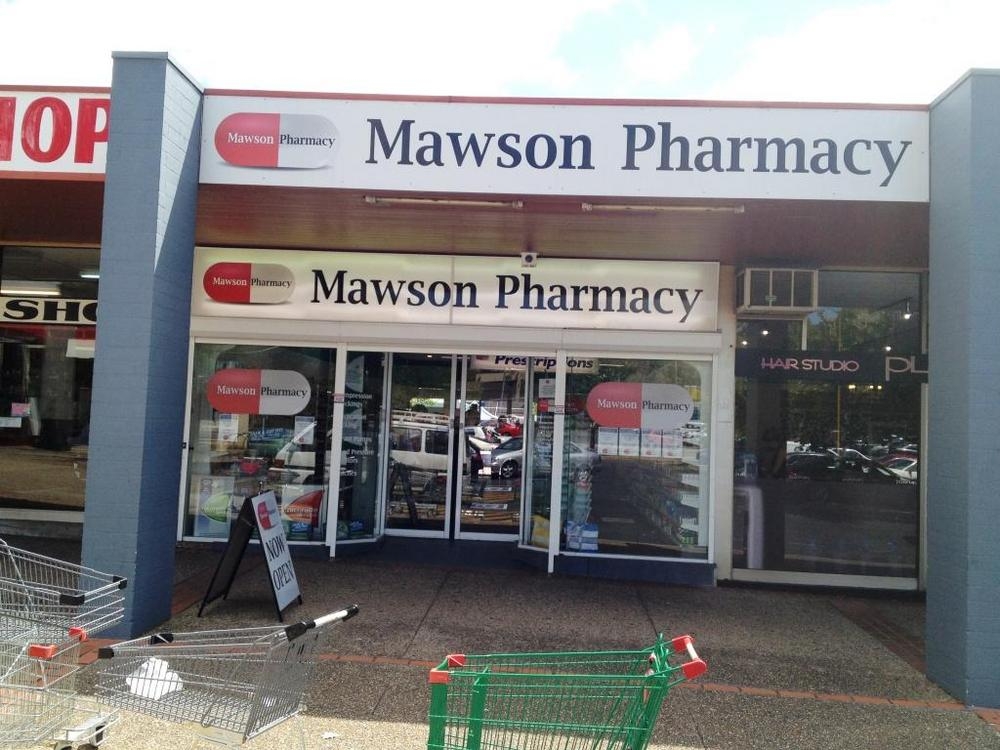 HOP
Mawson Pharmacy
Mawson Pharmacy
Mawson Pharmacy
Mawson Pharmacy
SHO
Prescriptions
HAIR STUDIO
PL
Mawson Pharmacy
Mawson Pharmacy
NOW
OPEN